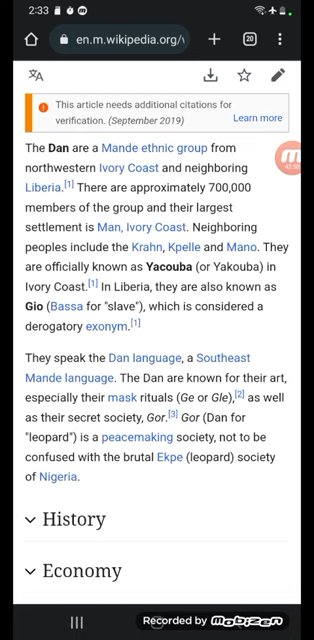 2:33
en.m.wikipedia.org/v
20
This article needs additional citations for
verification. (September 2019)
Learn more
The Dan are a Mande ethnic group from
northwestern Ivory Coast and neighboring
Liberia.[1] There are approximately 700,000
members of the group and their largest
settlement is Man, Ivory Coast. Neighboring
peoples include the Krahn, Kpelle and Mano. They
are officially known as Yacouba (or Yakouba) in
Ivory Coast.[1] In Liberia, they are also known as
Gio (Bassa for "slave"), which is considered a
derogatory exonym.[1]
They speak the Dan language, a Southeast
Mande language. The Dan are known for their art,
especially their mask rituals (Ge or Gle),[2] as well
as their secret society, Gor.[3] Gor (Dan for
"leopard") is a peacemaking society, not to be
confused with the brutal Ekpe (leopard) society
of Nigeria.
History
Economy
Recorded by mobizen